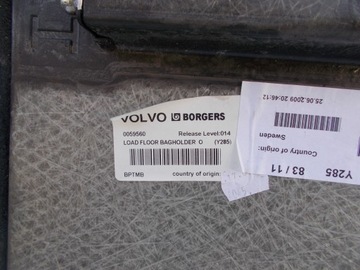 VOLVO BORGERS
0059560 Release Level:014
LOAD FLOOR BAGHOLDER O (Y285)
BPTMB country of origin:
25.06.2009 20:46:12
Country of origin:
Sweden
83 / 11
Y285